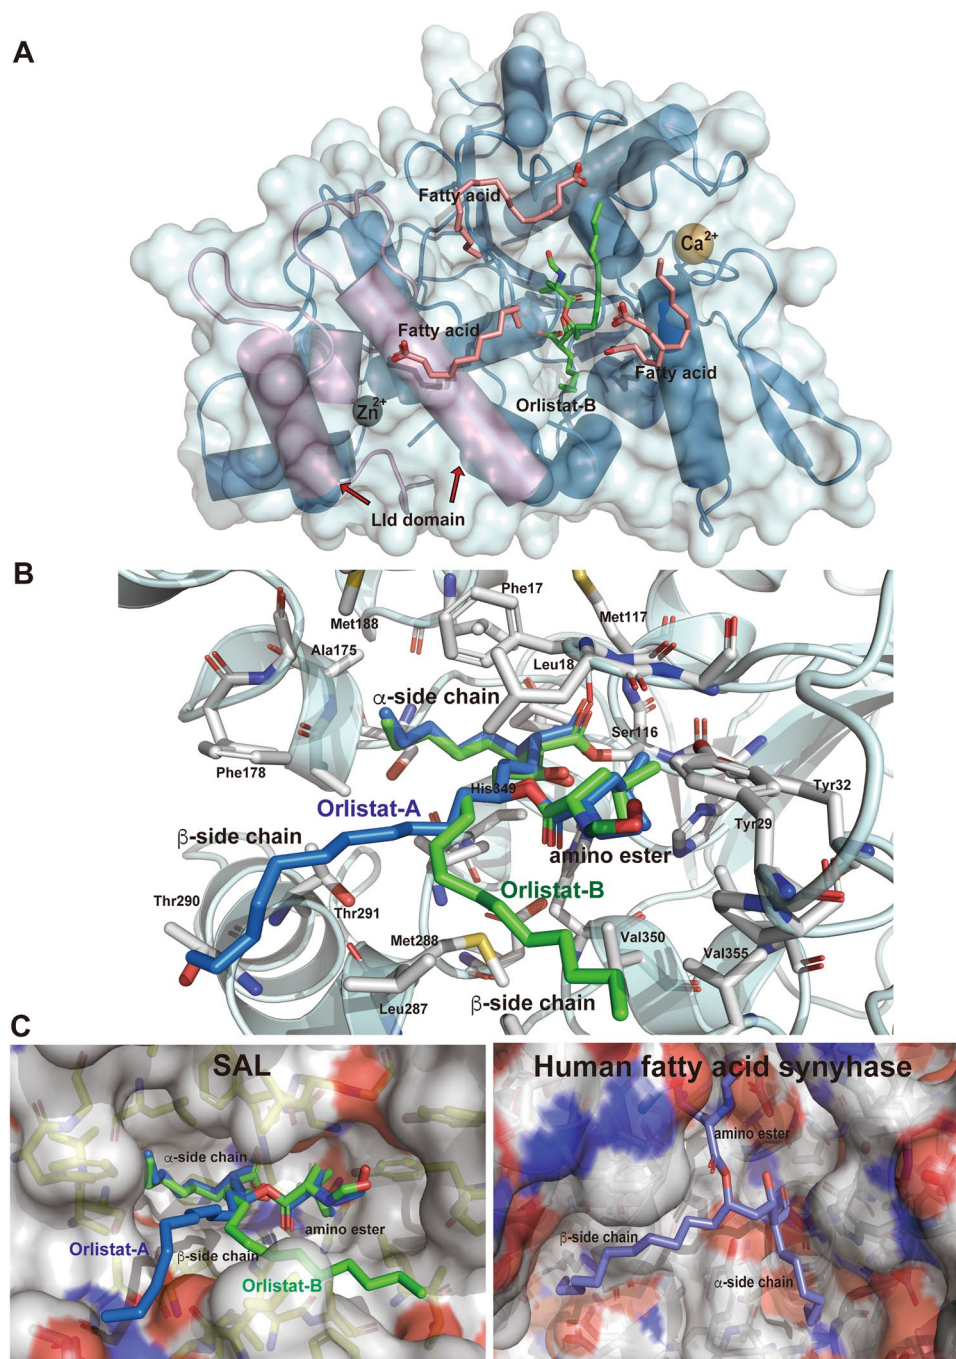 A
Fatty acid
Ca2+
Fatty acid
Fatty acid
Orlistat-B
Zn2+
LId domain
B
Phe17
Met188
Met117
Ala175
Leu18
α-side chain
Ser116
Phe178
His349
Tyr32
Orlistat-A
Tyr29
β-side chain
amino ester
Orlistat-B
Thr290
Thr291
Met288
Val350
Val355
β-side chain
Leu287
C
SAL
Human fatty acid synyhase
amino ester
α-side chain
amino ester
β-side chain
Orlistat-A
β-side chain
Orlistat-B
α-side chain